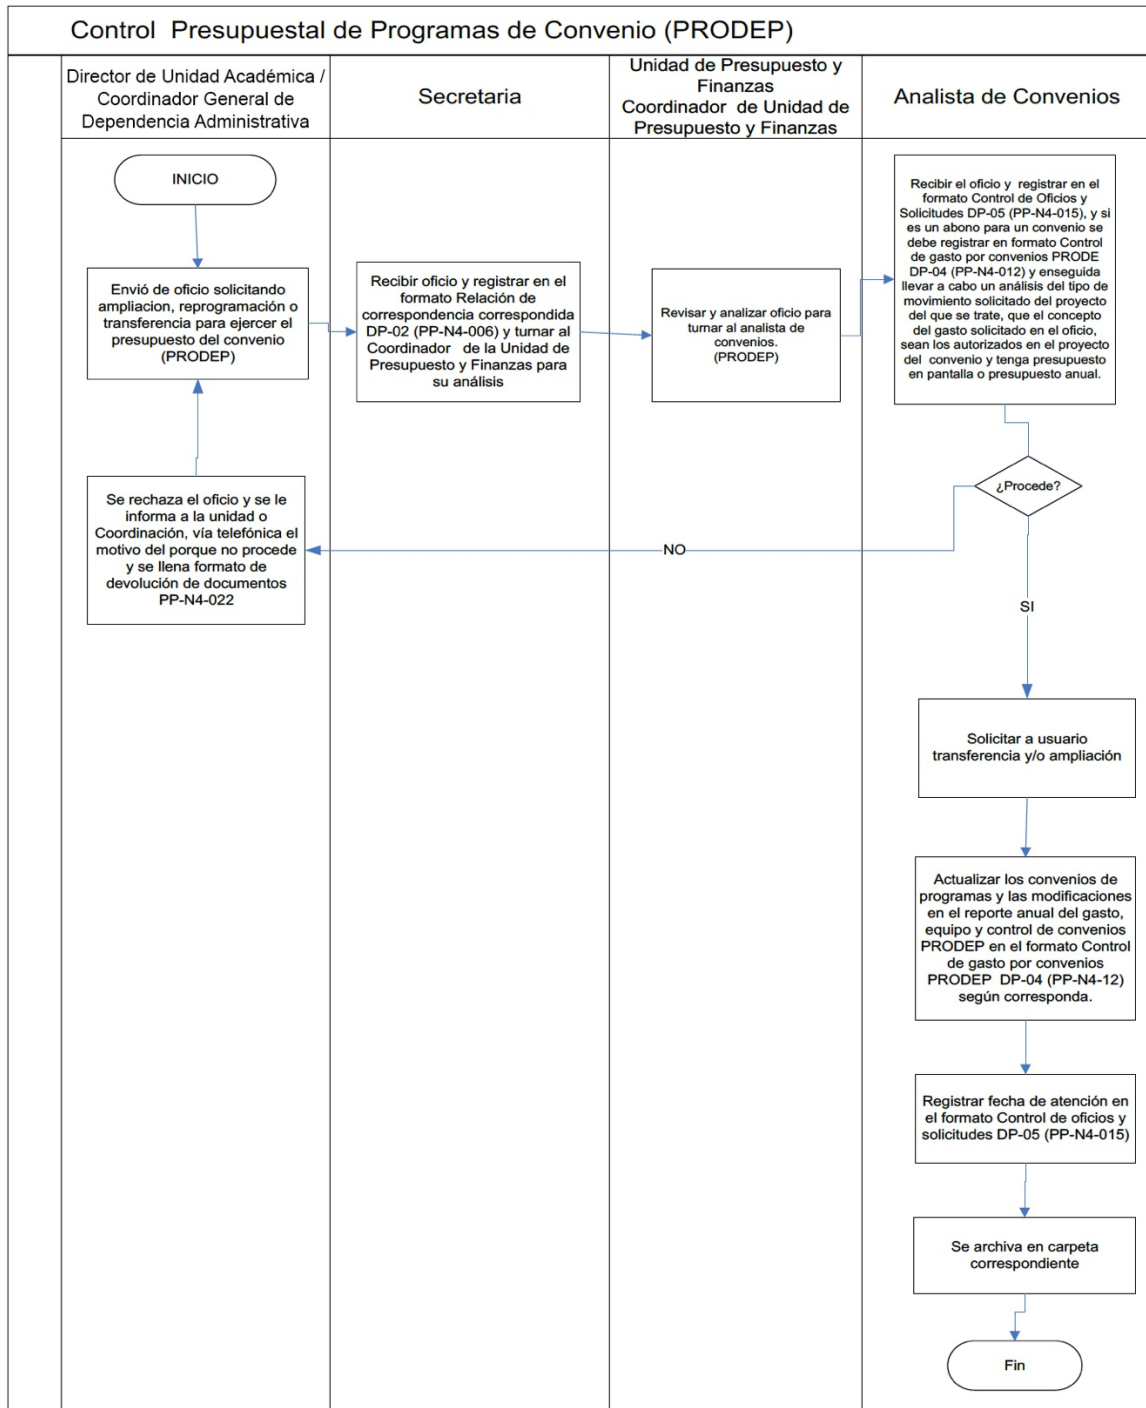 Control  Presupuestal de Programas de Convenio (PRODEP)
Director de Unidad Académica /
Coordinador General de
Dependencia Administrativa
Secretaria
Unidad de Presupuesto y
Finanzas
Coordinador  de Unidad de
Presupuesto y Finanzas
Analista de Convenios
INICIO
Envió de oficio solicitando
ampliacion, reprogramación o
transferencia para ejercer el
presupuesto del convenio
(PRODEP)
Recibir oficio y registrar en el
formato Relación de
correspondencia correspondida
DP-02 (PP-N4-006) y turnar al
Coordinador  de la Unidad de
Presupuesto y Finanzas para
su análisis
Revisar y analizar oficio para
turnar al analista de
convenios.
(PRODEP)
Recibir el oficio y  registrar en el
formato Control de Oficios y
Solicitudes DP-05 (PP-N4-015), y si
es un abono para un convenio se
debe registrar en formato Control
de gasto por convenios PRODE
DP-04 (PP-N4-012) y enseguida
llevar a cabo un análisis del tipo de
movimiento solicitado del proyecto
del que se trate, que el concepto
del gasto solicitado en el oficio,
sean los autorizados en el proyecto
del  convenio y tenga presupuesto
en pantalla o presupuesto anual.
¿Procede?
NO
Se rechaza el oficio y se le
informa a la unidad o
Coordinación, vía telefónica el
motivo del porque no procede
y se llena formato de
devolución de documentos
PP-N4-022
SI
Solicitar a usuario
transferencia y/o ampliación
Actualizar los convenios de
programas y las modificaciones
en el reporte anual del gasto,
equipo y control de convenios
PRODEP en el formato Control
de gasto por convenios
PRODEP  DP-04 (PP-N4-12)
según corresponda.
Registrar fecha de atención en
el formato Control de oficios y
solicitudes DP-05 (PP-N4-015)
Se archiva en carpeta
correspondiente
Fin